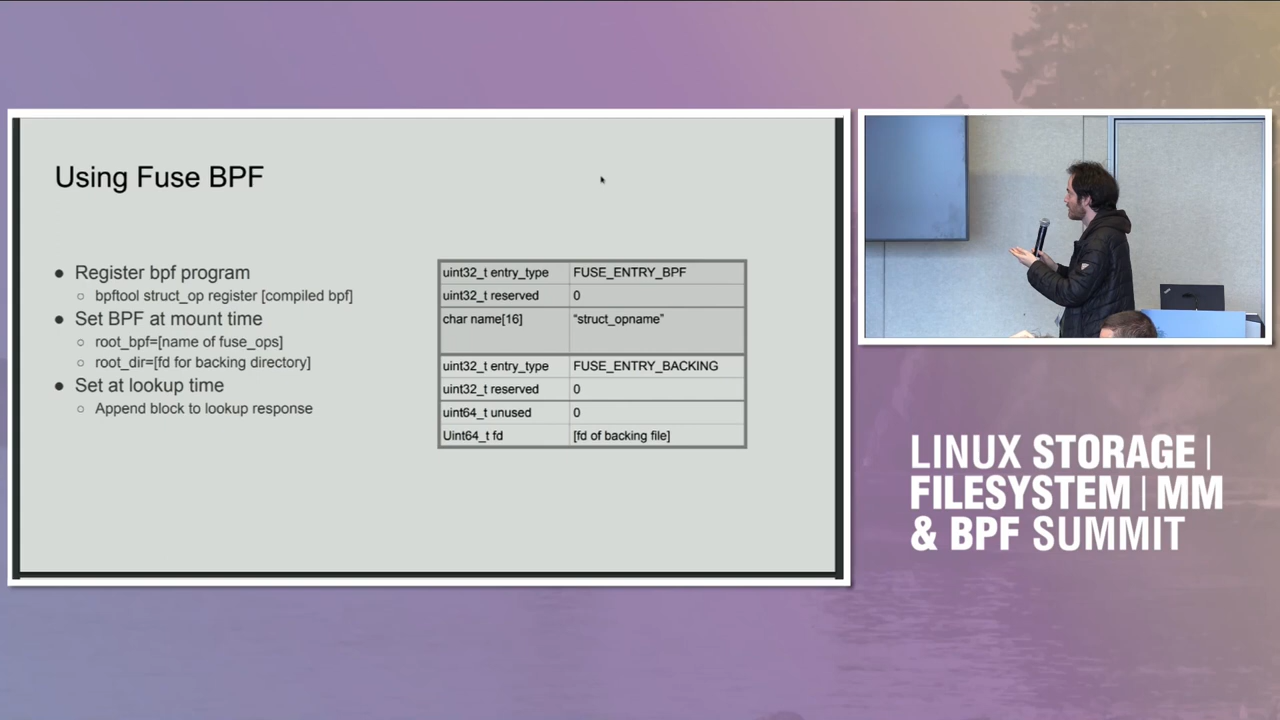 Using Fuse BPF
● Register bpf program
○ bpftool struct_op register [compiled bpf]
● Set BPF at mount time
○ root_bpf=[name of fuse_ops]
○ root_dir=[fd for backing directory]
● Set at lookup time
○ Append block to lookup response
uint32_t entry_type FUSE_ENTRY_BPF
uint32_t reserved 0
char name[16] “struct_opname”
uint32_t entry_type FUSE_ENTRY_BACKING
uint32_t reserved 0
uint64_t unused 0
Uint64_t fd [fd of backing file]
LINUX STORAGE |
FILESYSTEM | MM
& BPF SUMMIT